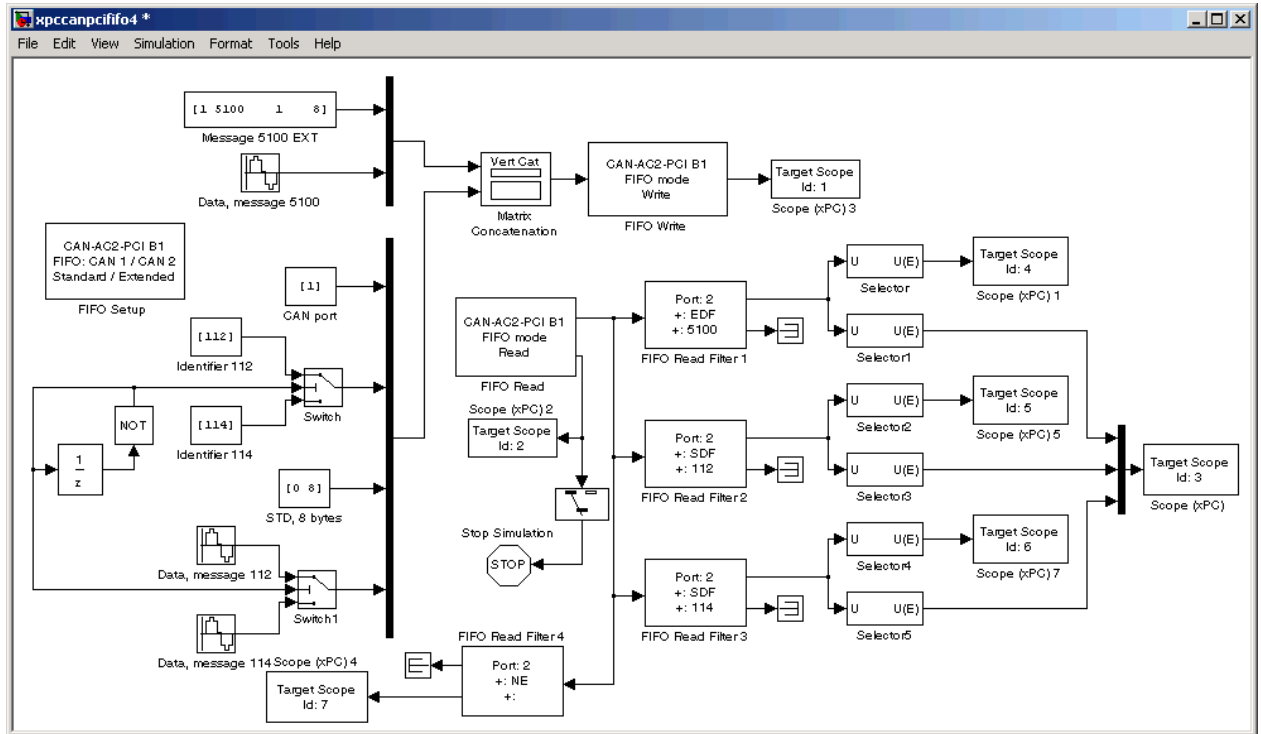 xpccanpcififo4 *
File Edit View Simulation Format Tools Help
[1 5100 1 8]
Message 5100 EXT
Data, message 5100
Vert Cat
Matrix
Concatenation
CAN-AC2-PCI B1
FIFO mode
Write
FIFO Write
Target Scope
Id: 1
Scope (xPC) 3
CAN-AC2-PCI B1
FIFO: CAN 1 / CAN 2
Standard / Extended
FIFO Setup
[1]
CAN port
[112]
Identifier 112
Switch
[114]
Identifier 114
NOT
1
z
[0 8]
STD, 8 bytes
Data, message 112
Switch1
Data, message 114
CAN-AC2-PCI B1
FIFO mode
Read
FIFO Read
Scope (xPC) 2
Target Scope
Id: 2
Stop Simulation
STOP
Port: 2
+: EDF
+: 5100
FIFO Read Filter 1
U U(E)
Selector
Target Scope
Id: 4
Scope (xPC) 1
U U(E)
Selector1
Port: 2
+: SDF
+: 112
FIFO Read Filter 2
U U(E)
Selector2
Target Scope
Id: 5
Scope (xPC) 5
U U(E)
Selector3
Target Scope
Id: 3
Scope (xPC)
Port: 2
+: SDF
+: 114
FIFO Read Filter 3
U U(E)
Selector4
Target Scope
Id: 6
Scope (xPC) 7
U U(E)
Selector5
FIFO Read Filter 4
Port: 2
+: NE
+:
Scope (xPC) 4
Target Scope
Id: 7